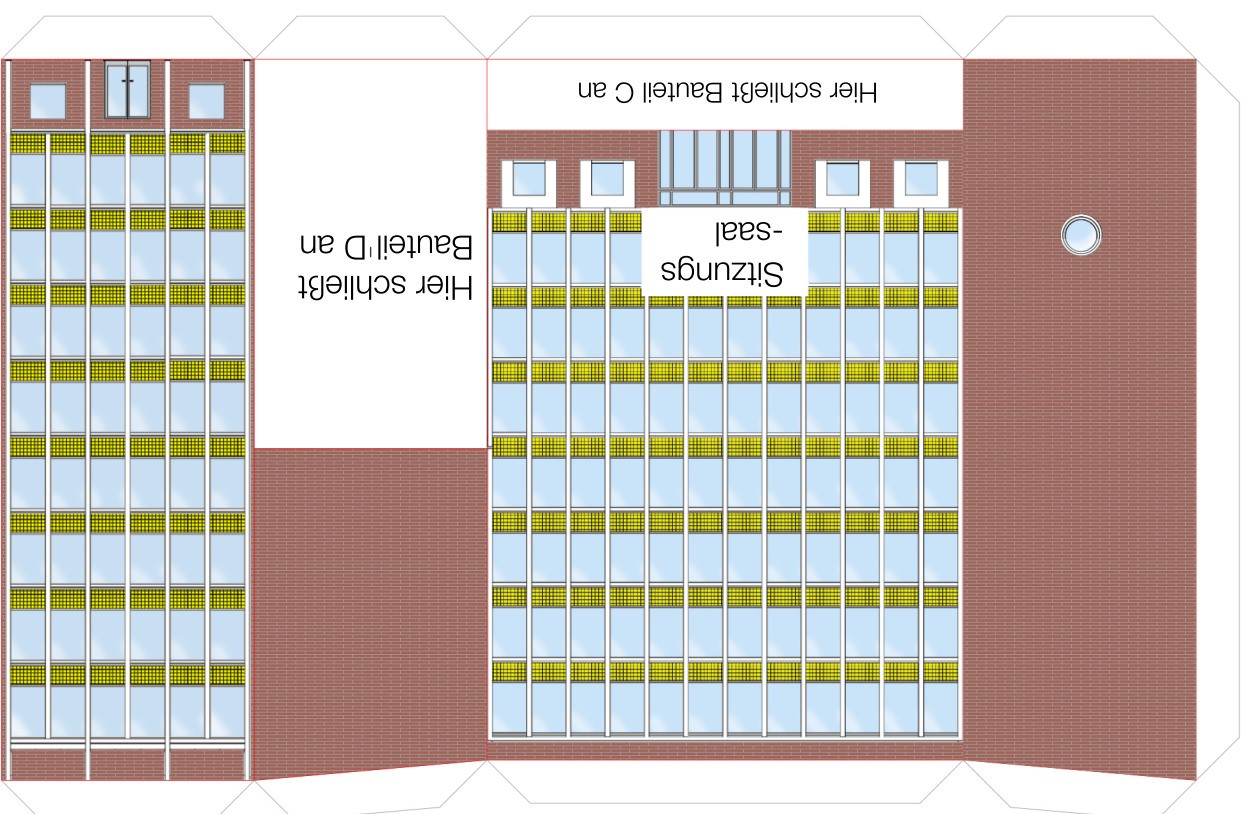 Hier schließt Bauteil C an
Hier schließt
Bauteil'D an
Sitzungs
-saal